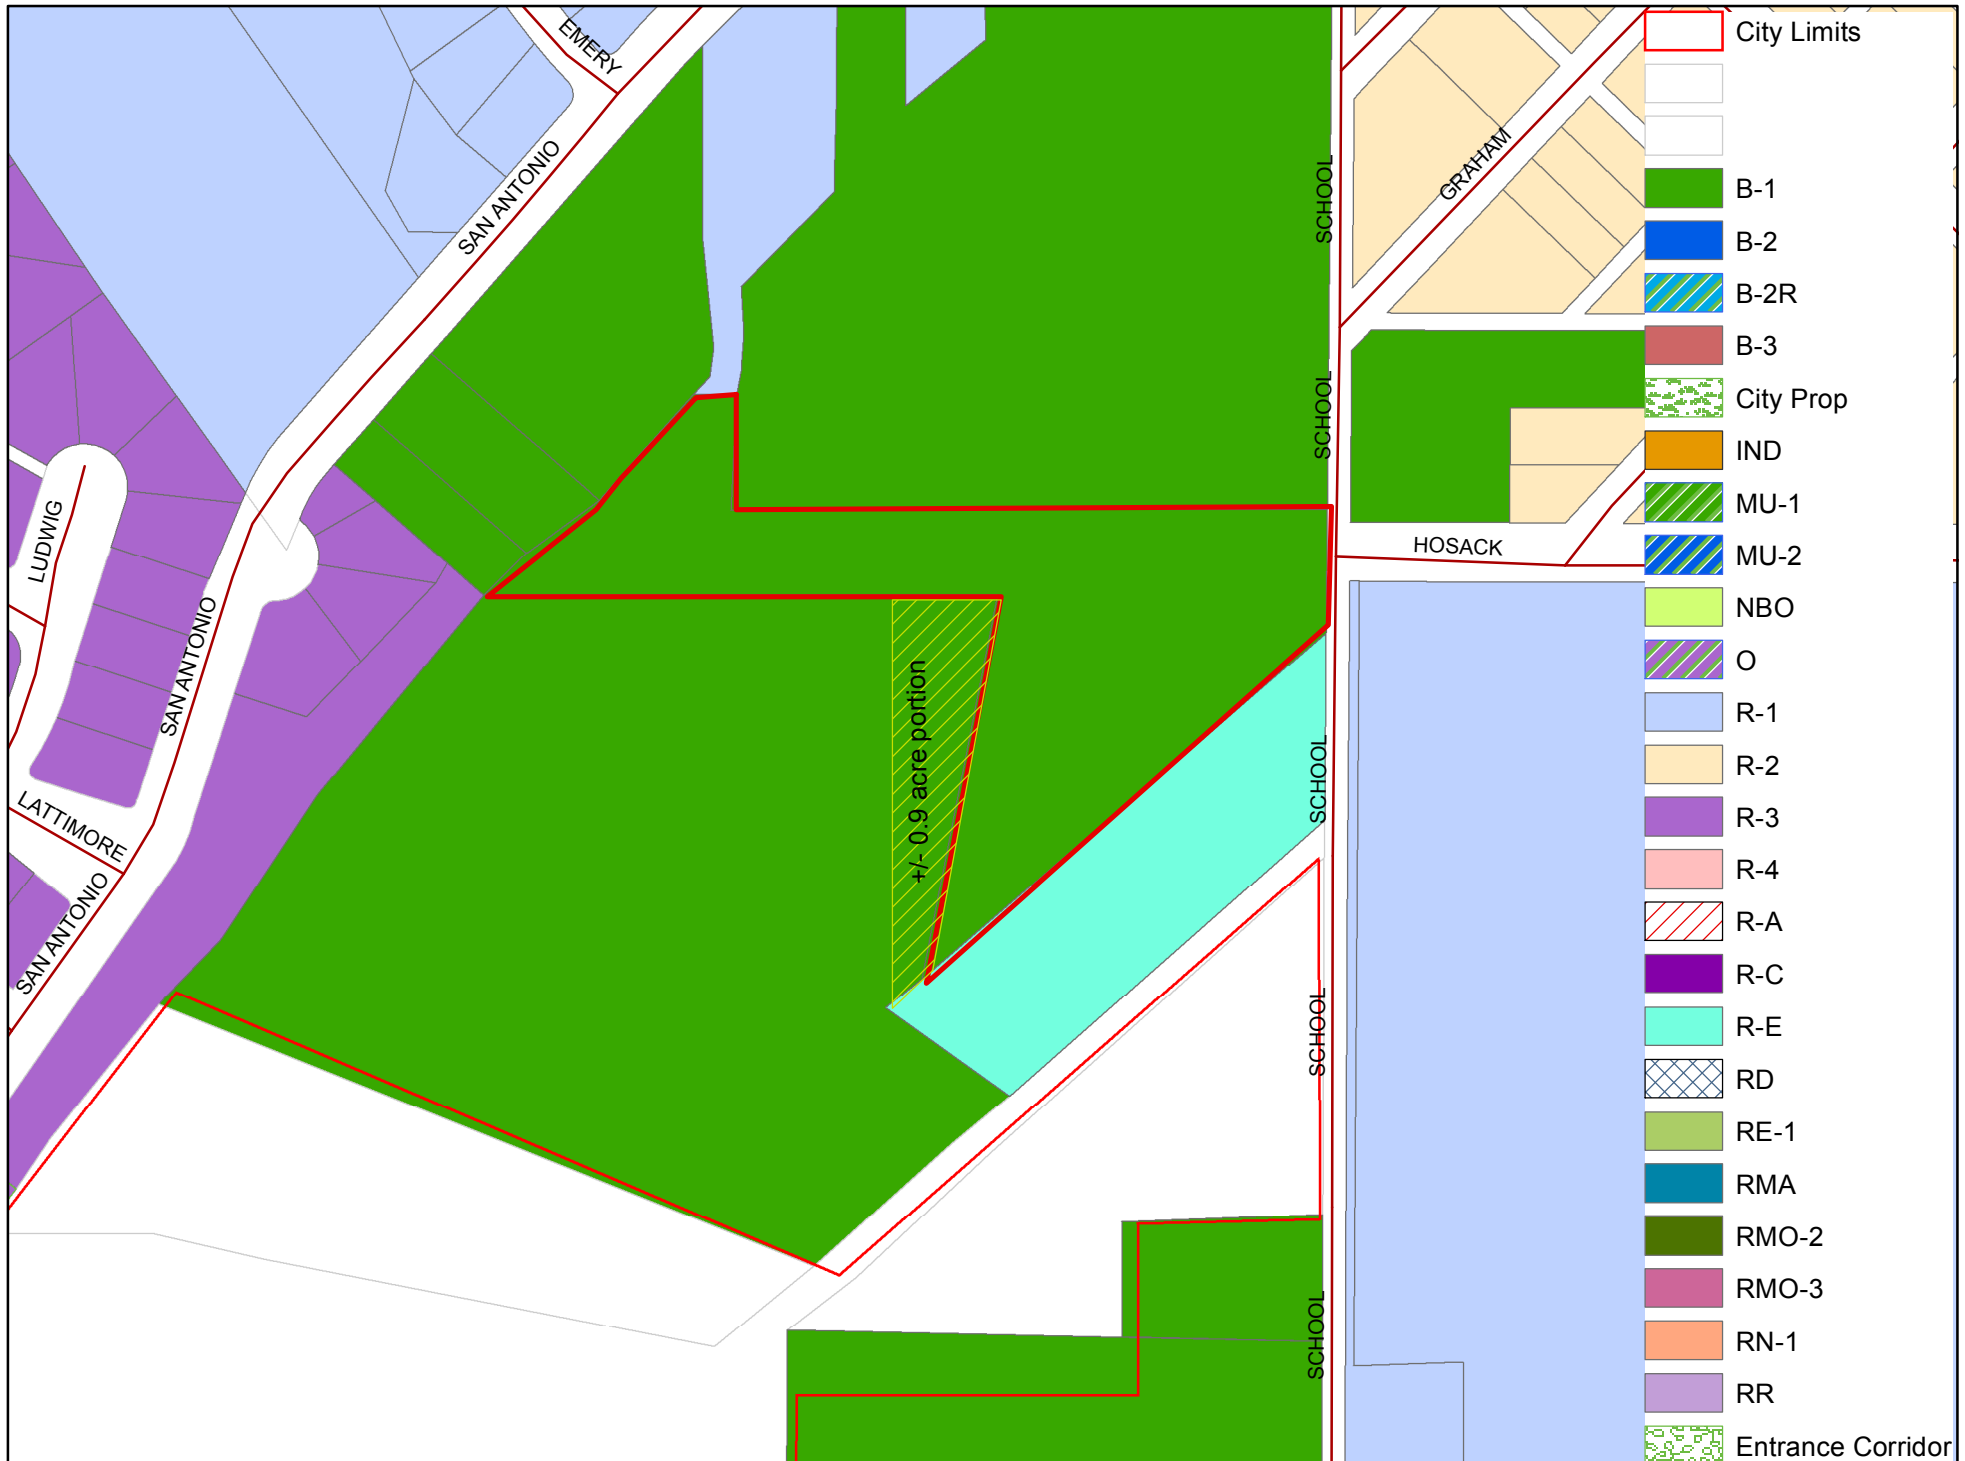 EMERY
SAN ANTONIO
GRAHAM
SCHOOL
SCHOOL
HOSACK
LUDWIG
SAN ANTONIO
+/- 0.9 acre portion
SCHOOL
LATTIMORE
SAN ANTONIO
SCHOOL
SCHOOL
City Limits
B-1
B-2
B-2R
B-3
City Prop
IND
MU-1
MU-2
NBO
O
R-1
R-2
R-3
R-4
R-A
R-C
R-E
RD
RE-1
RMA
RMO-2
RMO-3
RN-1
RR
Entrance Corridor